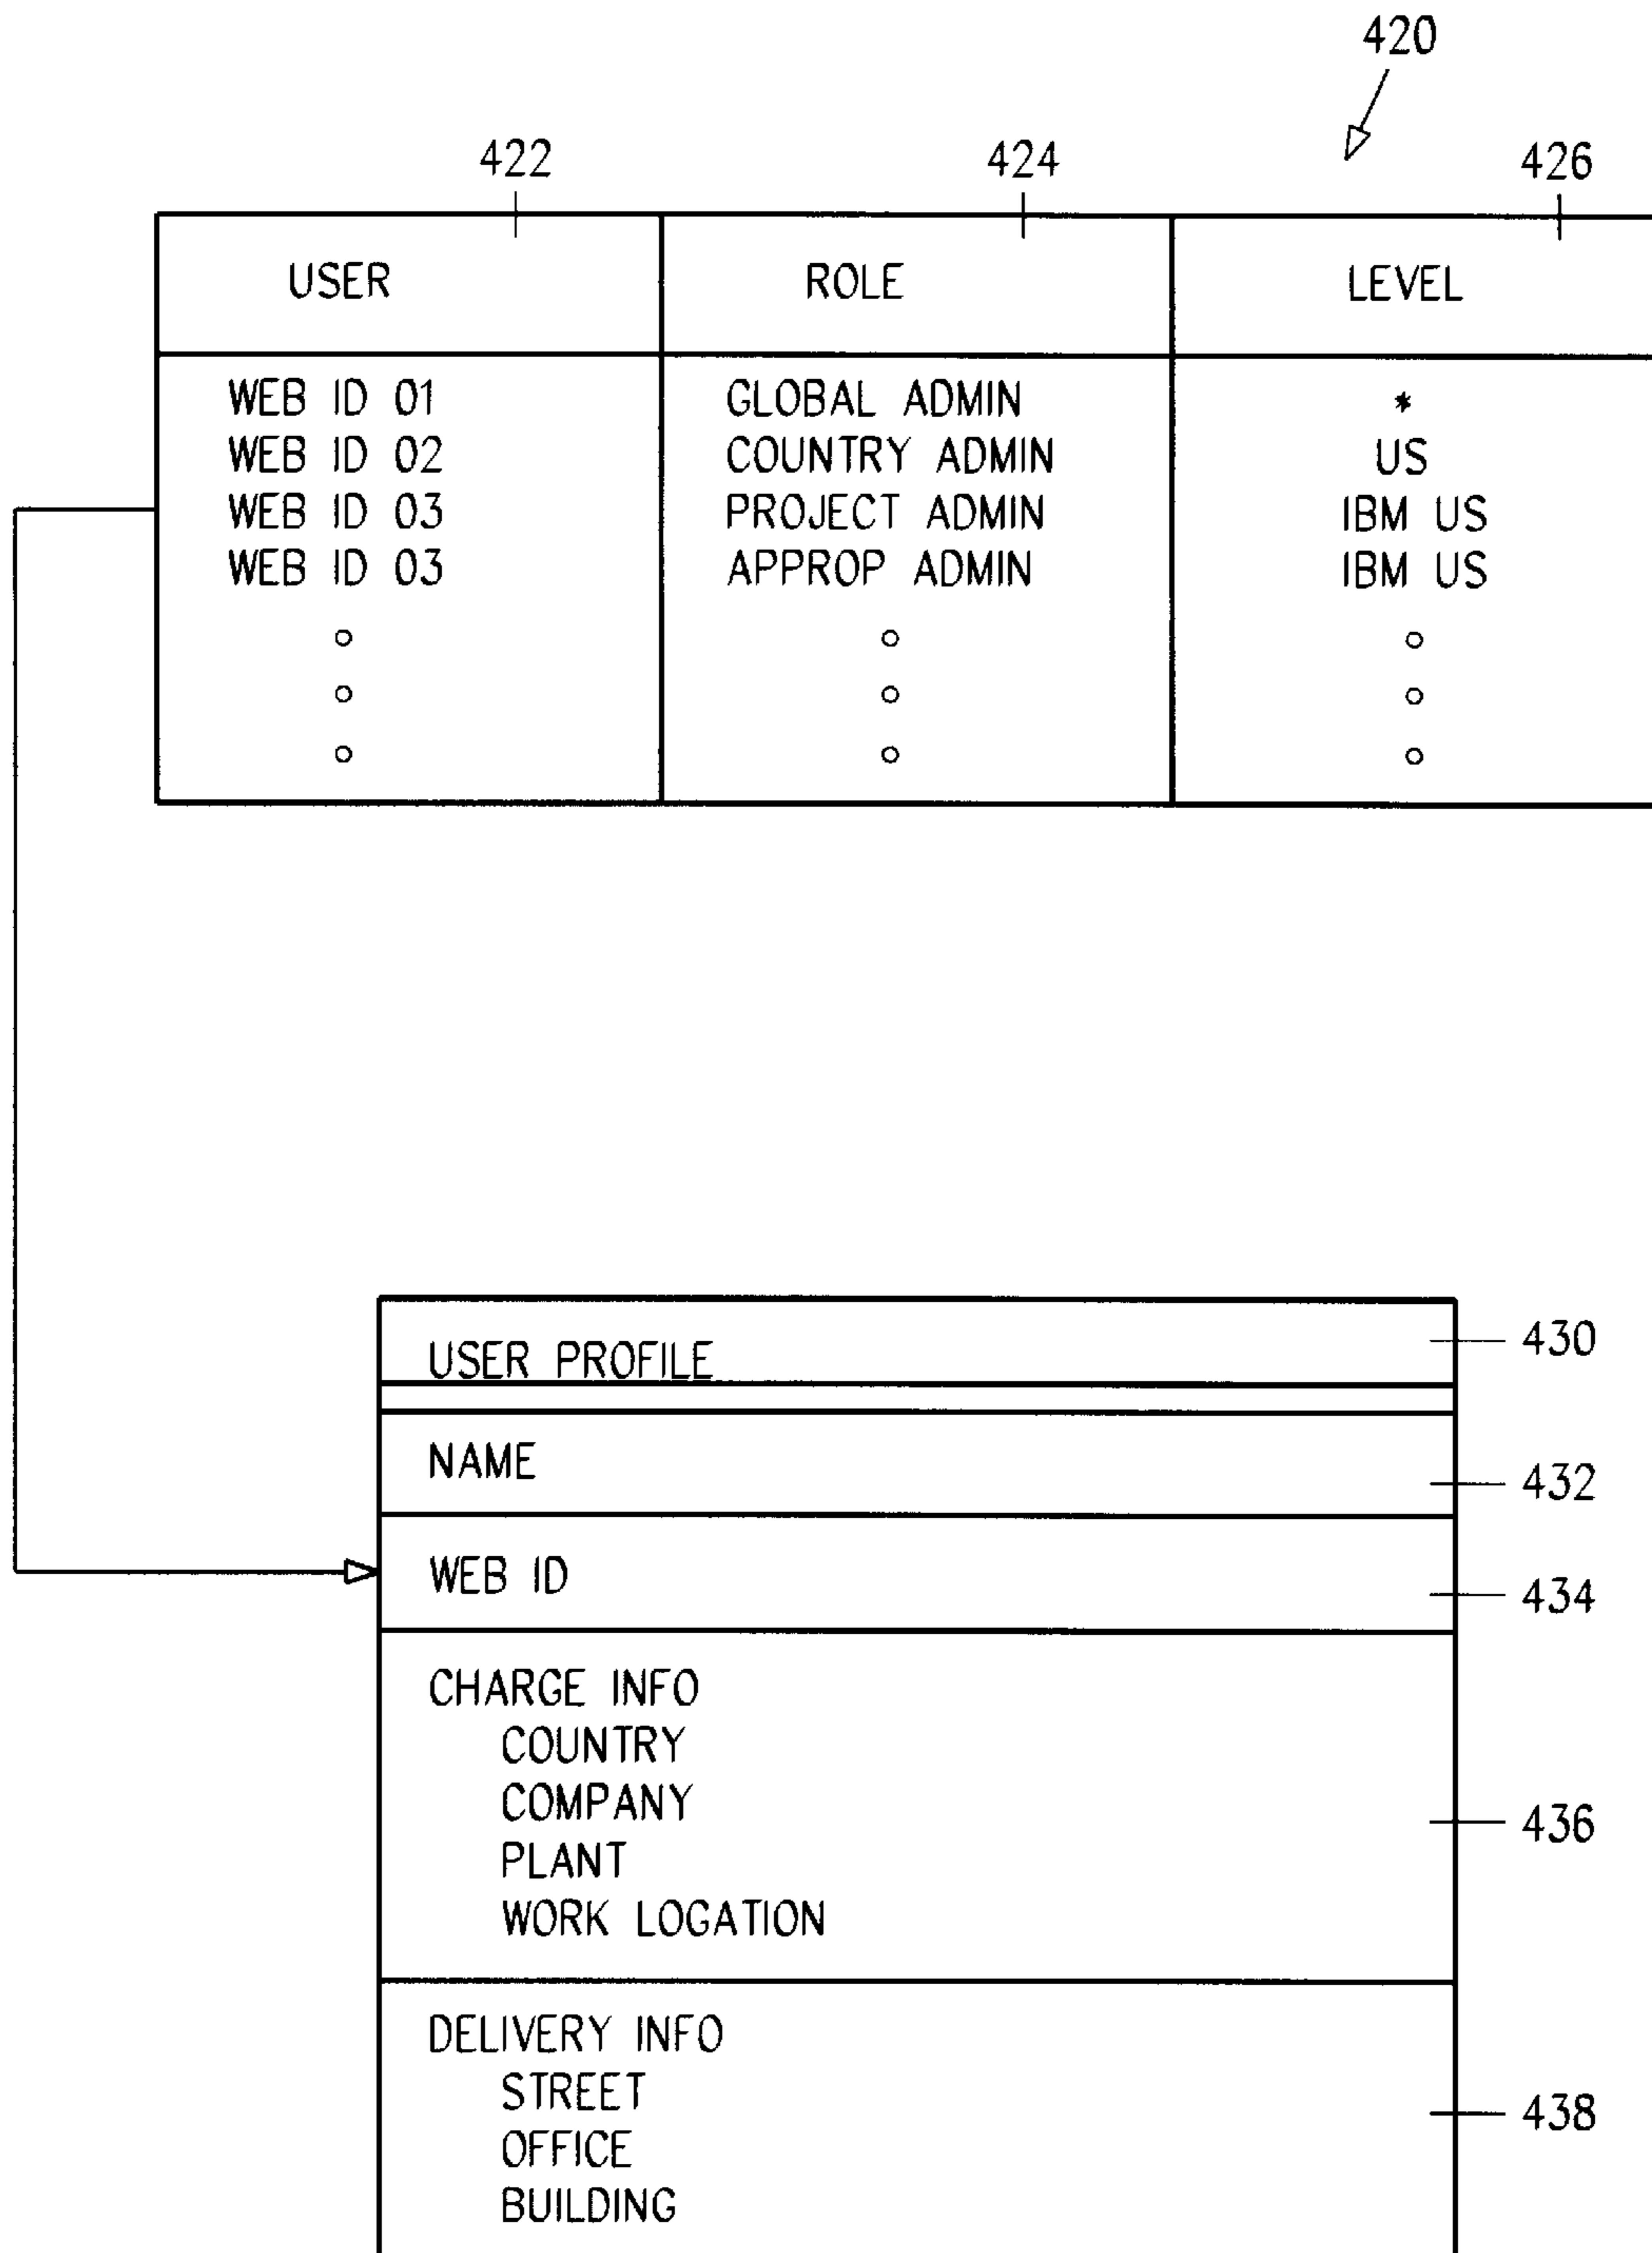 420
422 424 426
USER ROLE LEVEL
WEB ID 01 GLOBAL ADMIN *
WEB ID 02 COUNTRY ADMIN US
WEB ID 03 PROJECT ADMIN IBM US
WEB ID 03 APPROP ADMIN IBM US
USER PROFILE 430
NAME 432
WEB ID 434
CHARGE INFO
COUNTRY
COMPANY 436
PLANT
WORK LOGATION
DELIVERY INFO
STREET 438
OFFICE
BUILDING